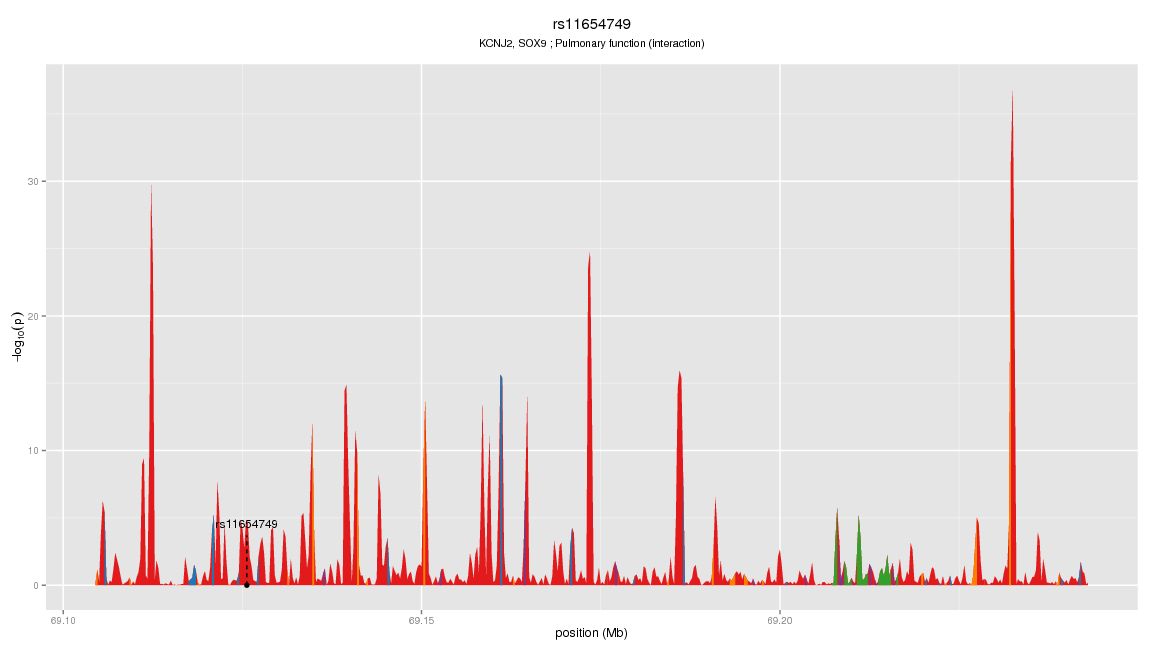 rs11654749
KCNJ2, SOX9 ; Pulmonary function (interaction)
−log10(p)
30
20
10
0
rs11654749
69.10
69.15
69.20
position (Mb)